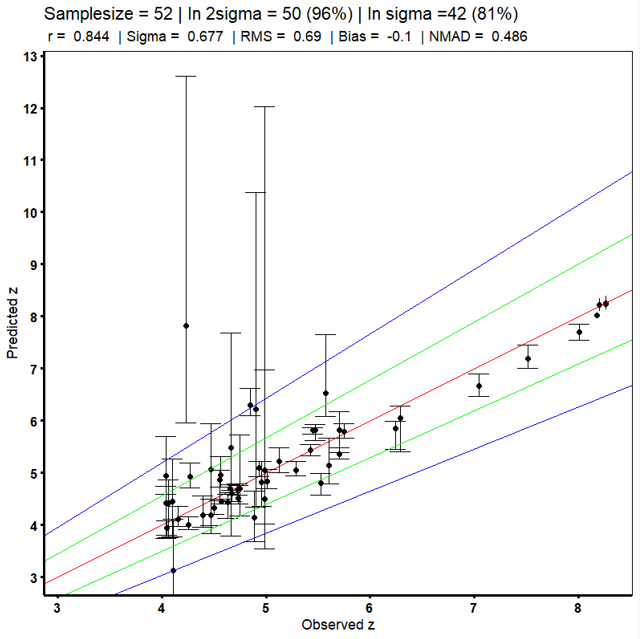 Samplesize = 52 | In 2sigma = 50 (96%) | In sigma =42 (81%)
r = 0.844 | Sigma = 0.677 | RMS = 0.69 | Bias = -0.1 | NMAD = 0.486
13
12
11
10
9
8
7
6
5
4
3
Predicted z
3 4 5 6 7 8
Observed z